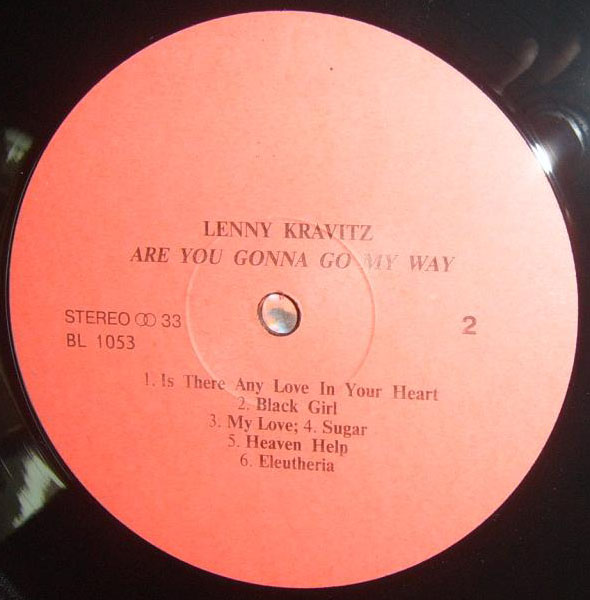 LENNY KRAVITZ
ARE YOU GONNA GO MY WAY
STEREO ꝏ 33
2
BL 1053
1. Is There Any Love In Your Heart
2. Black Girl
3. My Love; 4. Sugar
5. Heaven Help
6. Eleutheria